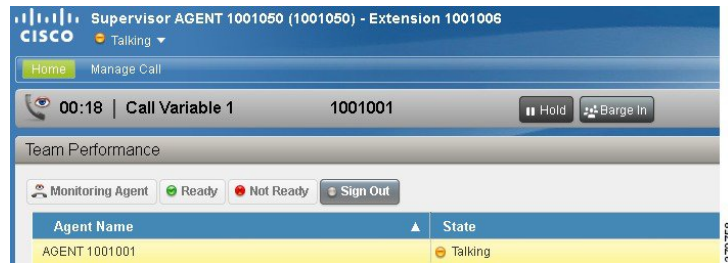 Supervisor AGENT 1001050 (1001050) - Extension 1001006
CISCO Talking
Home Manage Call
00:18 | Call Variable 1 1001001 Hold Barge In
Team Performance
Monitoring Agent Ready Not Ready Sign Out
Agent Name State
AGENT 1001001 Talking